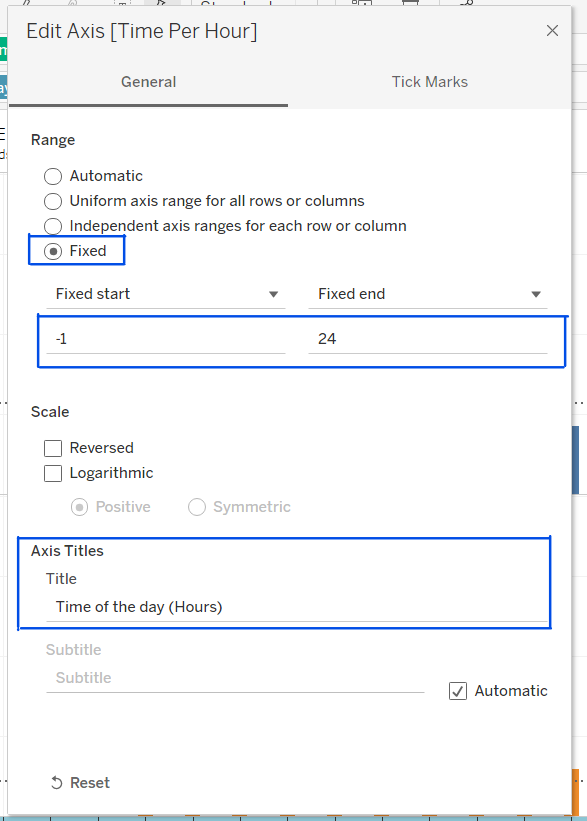 Edit Axis [Time Per Hour]
General Tick Marks
Range
Automatic
Uniform axis range for all rows or columns
Independent axis ranges for each row or column
Fixed
Fixed start Fixed end
-1 24
Scale
Reversed
Logarithmic
Positive Symmetric
Axis Titles
Title
Time of the day (Hours)
Subtitle
Subtitle
Automatic
Reset